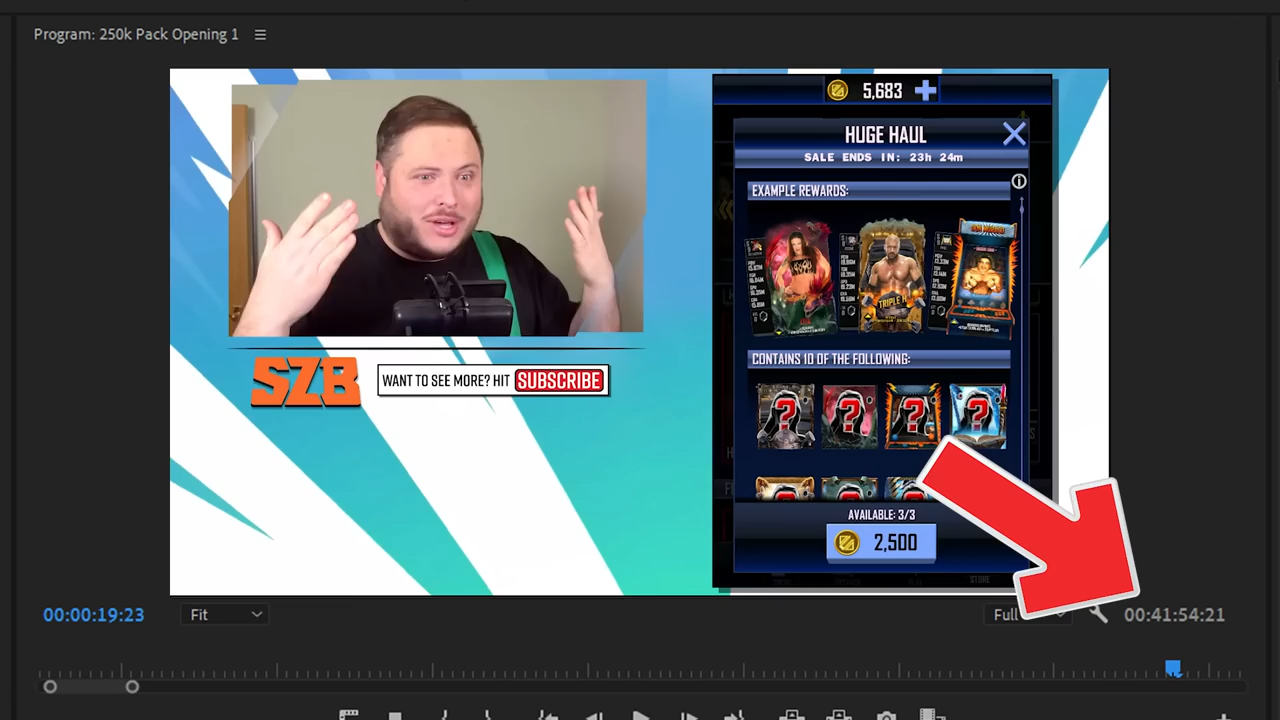 Program: 250k Pack Opening 1
5,683
HUGE HAUL
SALE ENDS IN: 23h 24m
EXAMPLE REWARDS:
TRIPLE H
CONTAINS 10 OF THE FOLLOWING:
? ? ? ?
SZB
WANT TO SEE MORE? HIT SUBSCRIBE
AVAILABLE: 3/3
2,500
STORE
00:00:19:23
Fit
Full
00:41:54:21